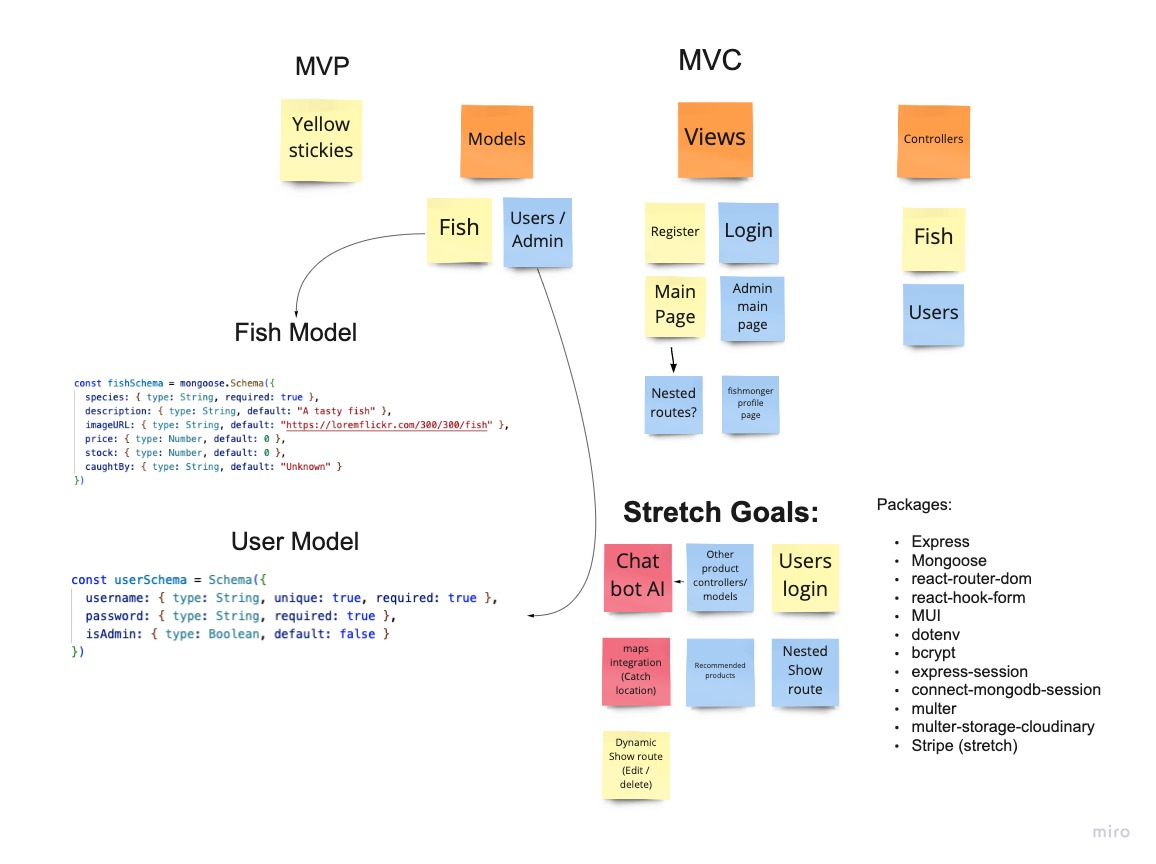 MVP
MVC
Yellow
stickies
Models
Views
Controllers
Fish
Users /
Admin
Register
Login
Fish
Main
Page
Admin
main
page
Users
Nested
routes?
fishmonger
profile
page
Fish Model
const fishSchema = mongoose.Schema({
species: { type: String, required: true },
description: { type: String, default: "A tasty fish" },
imageURL: { type: String, default: "https://loremflickr.com/300/300/fish" },
price: { type: Number, default: 0 },
stock: { type: Number, default: 0 },
caughtBy: { type: String, default: "Unknown" }
})
User Model
const userSchema = Schema({
username: { type: String, unique: true, required: true },
password: { type: String, required: true },
isAdmin: { type: Boolean, default: false }
})
Stretch Goals:
Chat
bot AI
Other
product
controllers/
models
Users
login
maps
integration
(Catch
location)
Recommended
products
Nested
Show
route
Dynamic
Show route
(Edit /
delete)
Packages:
• Express
• Mongoose
• react-router-dom
• react-hook-form
• MUI
• dotenv
• bcrypt
• express-session
• connect-mongodb-session
• multer
• multer-storage-cloudinary
• Stripe (stretch)
miro